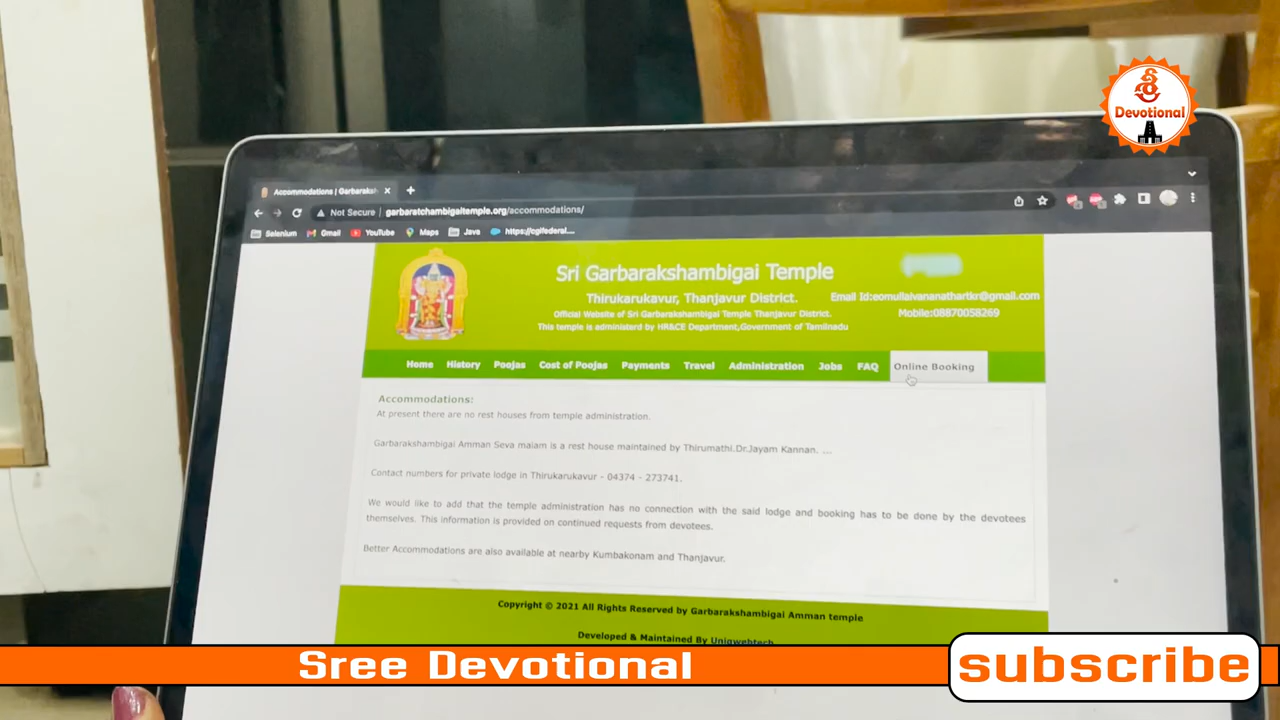 Devotional
Accommodations | Garbaraksh
Not Secure | garbaratchambigaitemple.org/accommodations/
Selenium Gmail YouTube Maps Java https://cgifederal....
Sri Garbarakshambigai Temple
Thirukarukavur, Thanjavur District.
Email Id:eomullaivananathartkr@gmail.com
Official Website of Sri Garbarakshambigai Temple Thanjavur District.
Mobile:08870058269
This temple is administerd by HR&CE Department,Government of Tamilnadu
Home History Poojas Cost of Poojas Payments Travel Administration Jobs FAQ Online Booking
Accommodations:
At present there are no rest houses from temple administration.
Garbarakshambigai Amman Seva malam is a rest house maintained by Thirumathi.Dr.Jayam Kannan. ...
Contact numbers for private lodge in Thirukarukavur - 04374 - 273741.
We would like to add that the temple administration has no connection with the said lodge and booking has to be done by the devotees
themselves. This information is provided on continued requests from devotees.
Better Accommodations are also available at nearby Kumbakonam and Thanjavur.
Copyright © 2021 All Rights Reserved by Garbarakshambigai Amman temple
Developed & Maintained By Uniqwebtech
Sree Devotional
subscribe